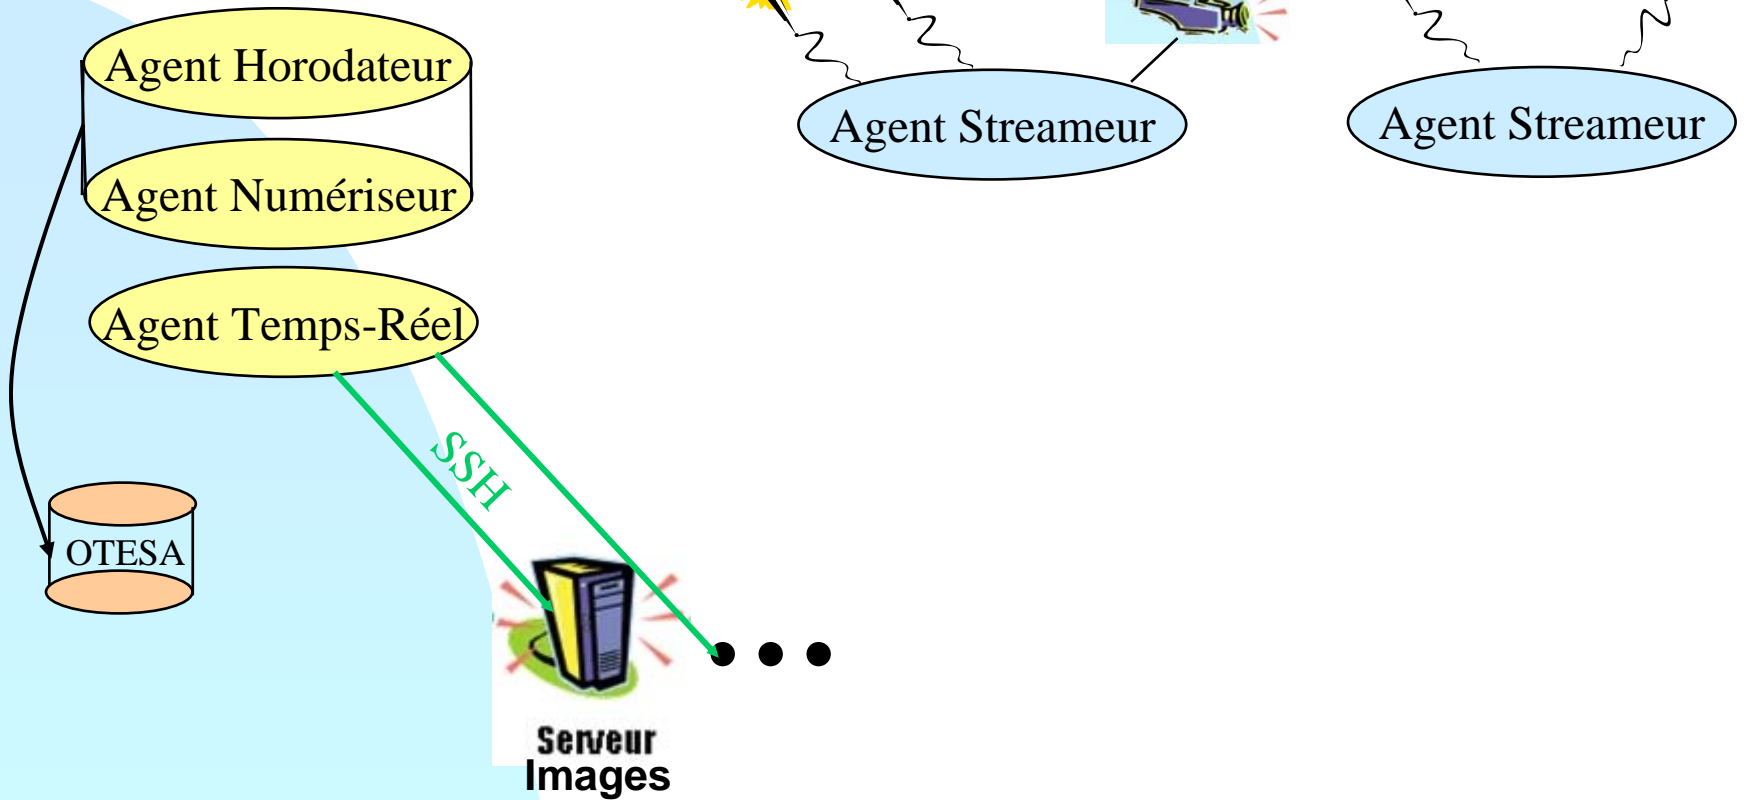 Agent Horodateur
Agent Streameur
Agent Streameur
Agent Numériseur
Agent Temps-Réel
SSH
OTESA
Serveur
Images